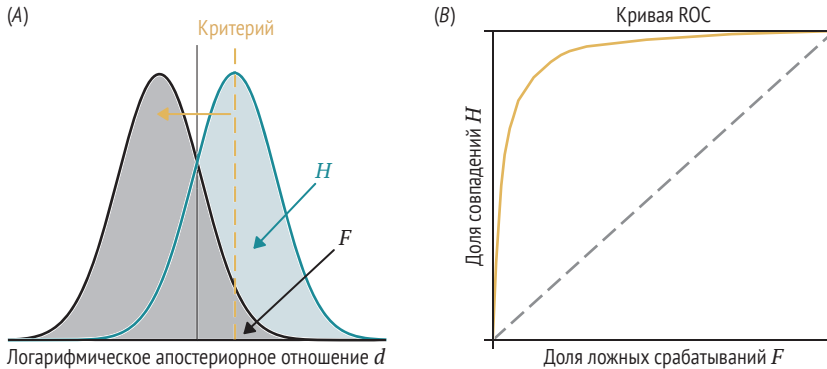 (A)
Критерий
H
F
Логарифмическое апостериорное отношение d
(B)
Кривая ROC
Доля совпадений H
Доля ложных срабатываний F